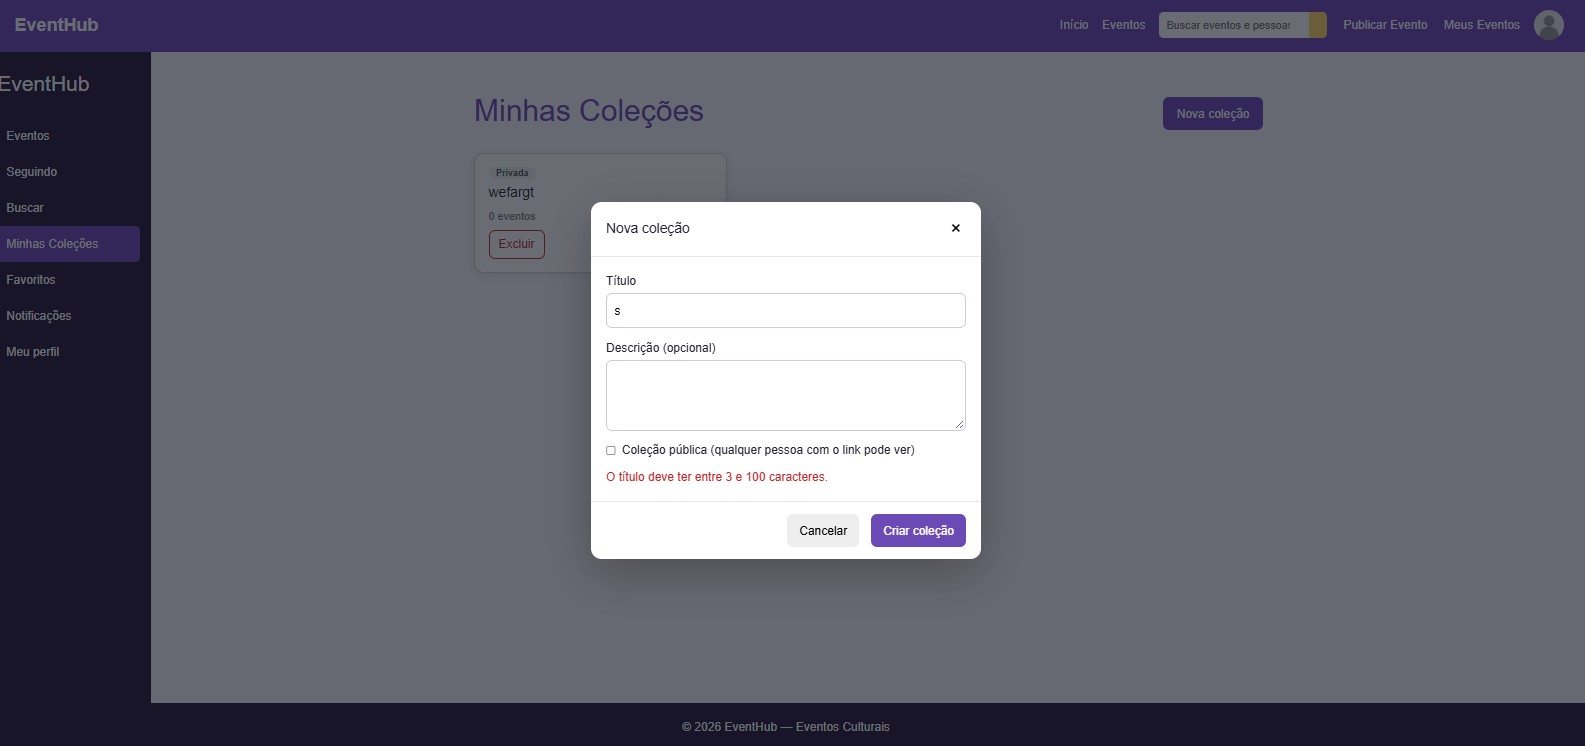 EventHub
Início
Eventos
Buscar eventos e pessoas
Publicar Evento
Meus Eventos
EventHub
Eventos
Seguindo
Buscar
Minhas Coleções
Favoritos
Notificações
Meu perfil
Minhas Coleções
Nova coleção
Privada
wefargt
0 eventos
Excluir
Nova coleção ×
Título
s
Descrição (opcional)
Coleção pública (qualquer pessoa com o link pode ver)
O título deve ter entre 3 e 100 caracteres.
Cancelar
Criar coleção
© 2026 EventHub — Eventos Culturais